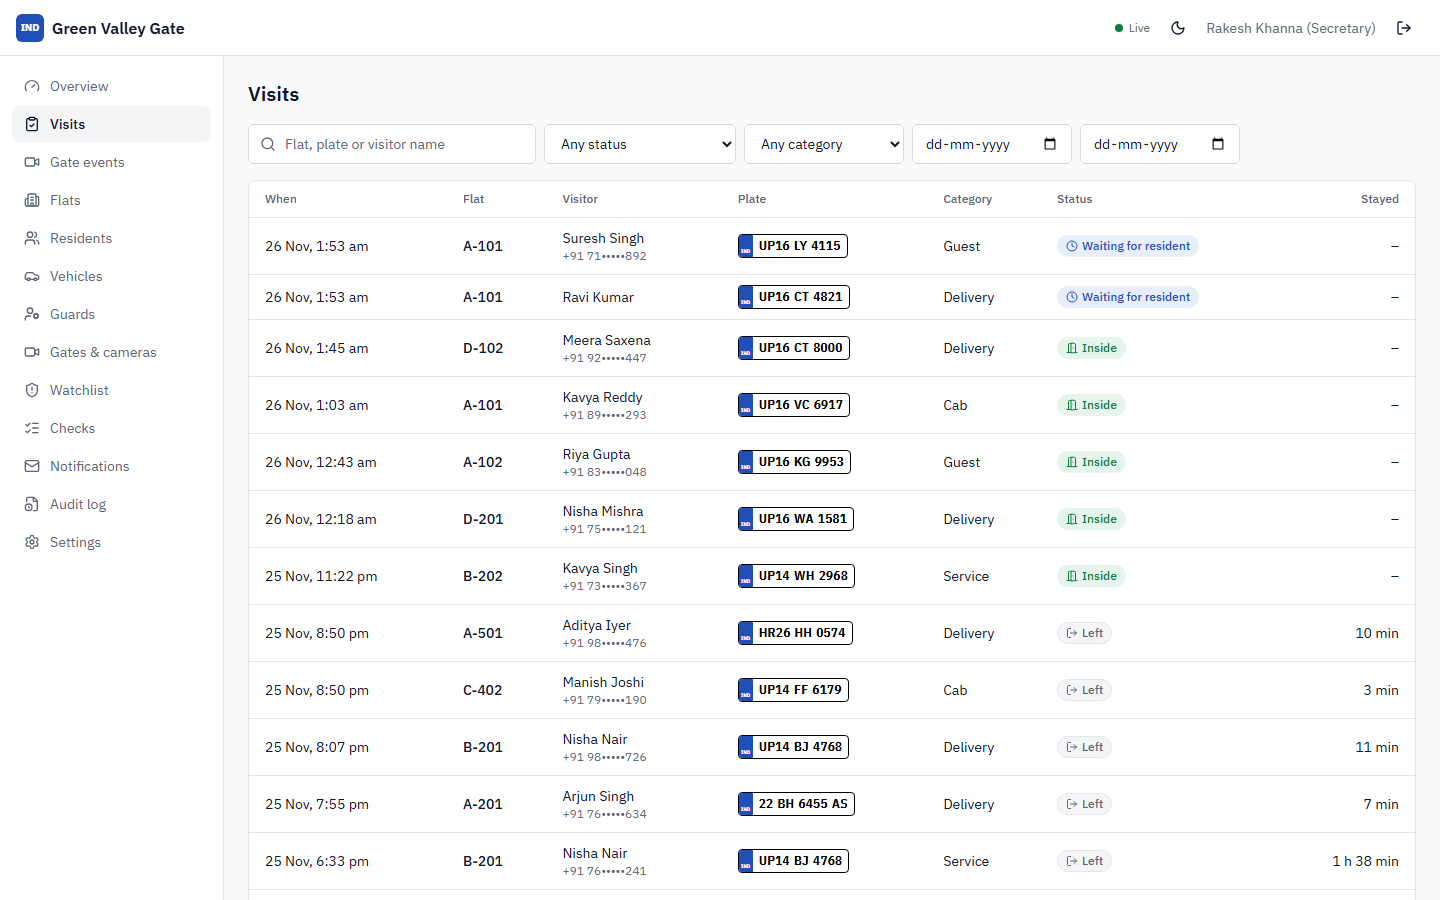 IND Green Valley Gate
Live
Rakesh Khanna (Secretary)
Overview
Visits
Gate events
Flats
Residents
Vehicles
Guards
Gates & cameras
Watchlist
Checks
Notifications
Audit log
Settings
Visits
Flat, plate or visitor name
Any status
Any category
dd-mm-yyyy
dd-mm-yyyy
When Flat Visitor Plate Category Status Stayed
26 Nov, 1:53 am A-101 Suresh Singh IND UP16 LY 4115 Guest Waiting for resident –
+91 71•••••892
26 Nov, 1:53 am A-101 Ravi Kumar IND UP16 CT 4821 Delivery Waiting for resident –
26 Nov, 1:45 am D-102 Meera Saxena IND UP16 CT 8000 Delivery Inside –
+91 92•••••447
26 Nov, 1:03 am A-101 Kavya Reddy IND UP16 VC 6917 Cab Inside –
+91 89•••••293
26 Nov, 12:43 am A-102 Riya Gupta IND UP16 KG 9953 Guest Inside –
+91 83•••••048
26 Nov, 12:18 am D-201 Nisha Mishra IND UP16 WA 1581 Delivery Inside –
+91 75•••••121
25 Nov, 11:22 pm B-202 Kavya Singh IND UP14 WH 2968 Service Inside –
+91 73•••••367
25 Nov, 8:50 pm A-501 Aditya Iyer IND HR26 HH 0574 Delivery Left 10 min
+91 98•••••476
25 Nov, 8:50 pm C-402 Manish Joshi IND UP14 FF 6179 Cab Left 3 min
+91 79•••••190
25 Nov, 8:07 pm B-201 Nisha Nair IND UP14 BJ 4768 Delivery Left 11 min
+91 98•••••726
25 Nov, 7:55 pm A-201 Arjun Singh IND 22 BH 6455 AS Delivery Left 7 min
+91 76•••••634
25 Nov, 6:33 pm B-201 Nisha Nair IND UP14 BJ 4768 Service Left 1 h 38 min
+91 76•••••241